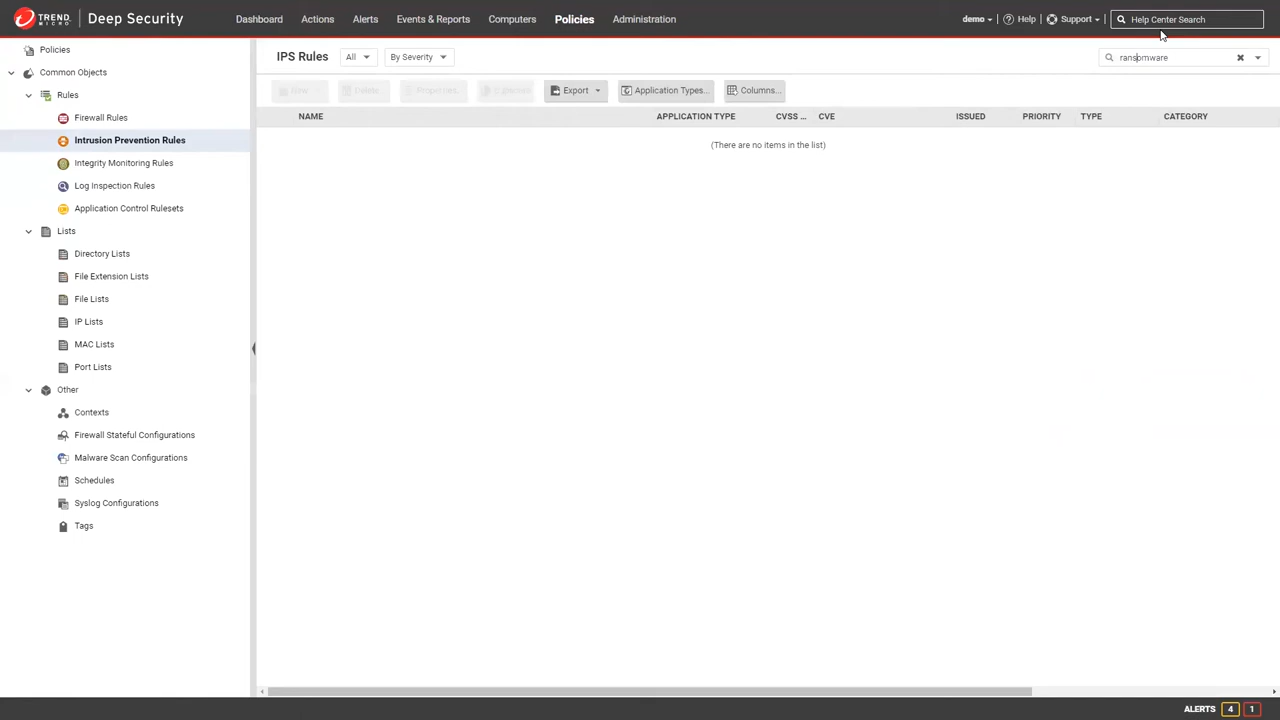 TREND MICRO Deep Security
Dashboard Actions Alerts Events & Reports Computers Policies Administration
demo Help Support Help Center Search
Policies
Common Objects
Rules
Firewall Rules
Intrusion Prevention Rules
Integrity Monitoring Rules
Log Inspection Rules
Application Control Rulesets
Lists
Directory Lists
File Extension Lists
File Lists
IP Lists
MAC Lists
Port Lists
Other
Contexts
Firewall Stateful Configurations
Malware Scan Configurations
Schedules
Syslog Configurations
Tags
IPS Rules All By Severity ransomware
New Delete Properties Duplicate Export Application Types... Columns...
NAME APPLICATION TYPE CVSS ... CVE ISSUED PRIORITY TYPE CATEGORY
(There are no items in the list)
ALERTS 4 1